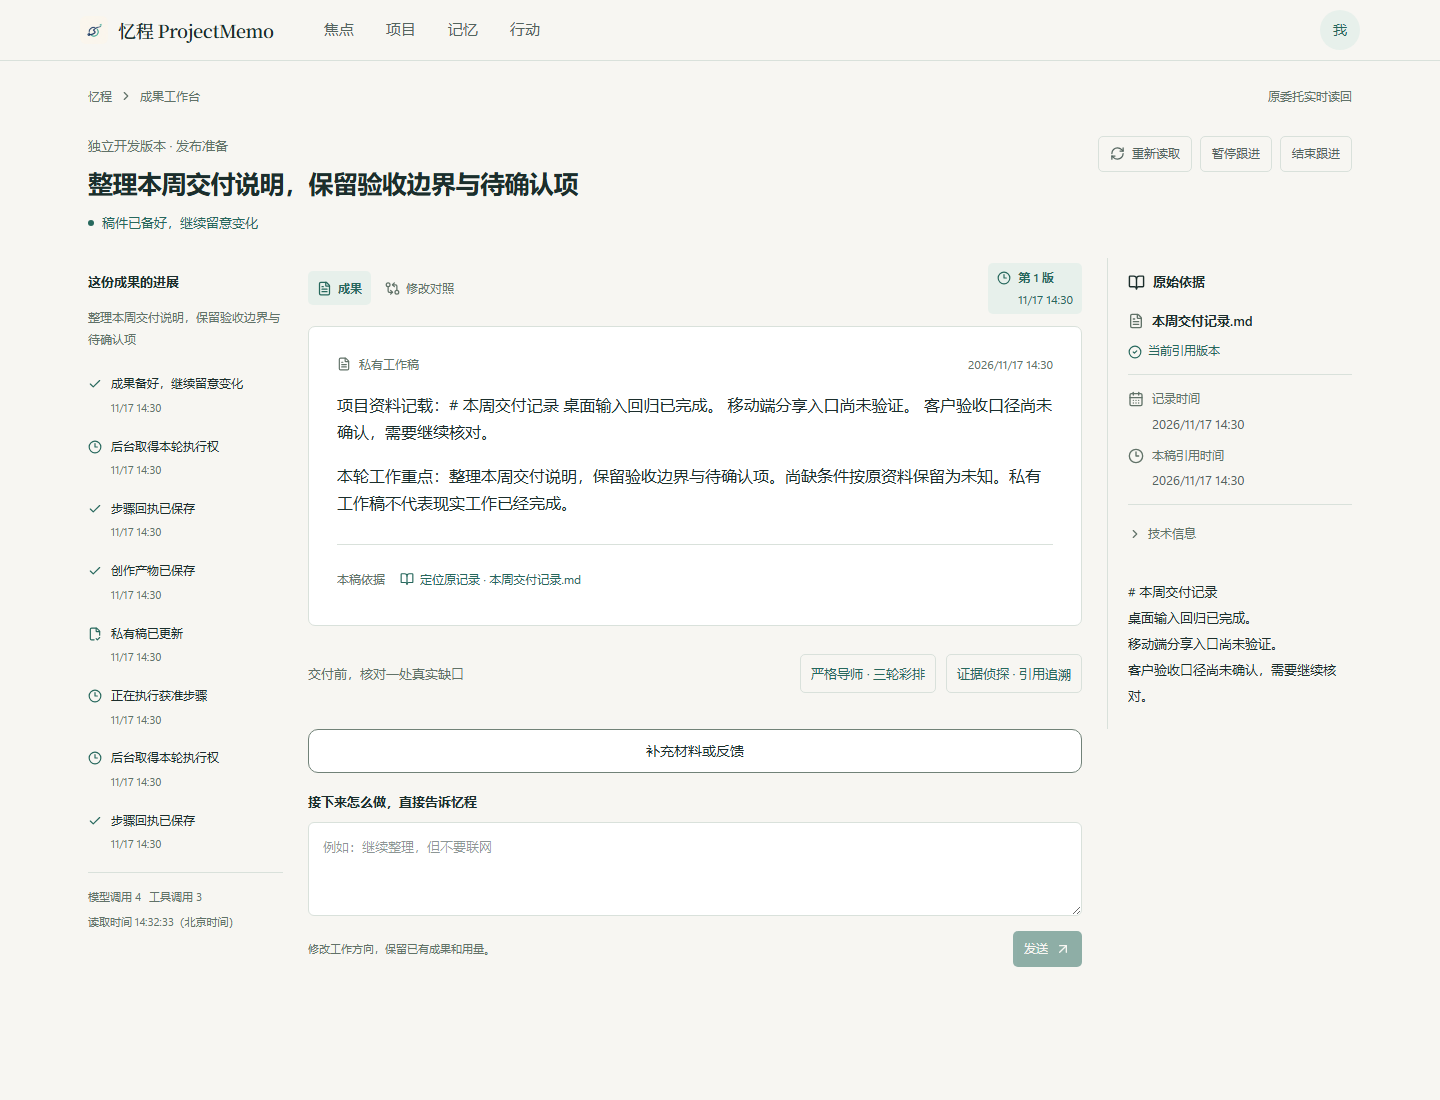 忆程 ProjectMemo
焦点
项目
记忆
行动
我
忆程
成果工作台
原委托实时读回
独立开发版本 · 发布准备
整理本周交付说明，保留验收边界与待确认项
稿件已备好，继续留意变化
重新读取
暂停跟进
结束跟进
这份成果的进展
整理本周交付说明，保留验收边界与
待确认项
成果备好，继续留意变化
11/17 14:30
后台取得本轮执行权
11/17 14:30
步骤回执已保存
11/17 14:30
创作产物已保存
11/17 14:30
私有稿已更新
11/17 14:30
正在执行获准步骤
11/17 14:30
后台取得本轮执行权
11/17 14:30
步骤回执已保存
11/17 14:30
模型调用 4 工具调用 3
读取时间 14:32:33（北京时间）
成果
修改对照
第 1 版
11/17 14:30
私有工作稿
2026/11/17 14:30
项目资料记载：# 本周交付记录 桌面输入回归已完成。 移动端分享入口尚未验证。 客户验收口径尚未
确认，需要继续核对。
本轮工作重点：整理本周交付说明，保留验收边界与待确认项。尚缺条件按原资料保留为未知。私有
工作稿不代表现实工作已经完成。
本稿依据
定位原记录 · 本周交付记录.md
交付前，核对一处真实缺口
严格导师 · 三轮彩排
证据侦探 · 引用追溯
补充材料或反馈
接下来怎么做，直接告诉忆程
例如：继续整理，但不要联网
修改工作方向，保留已有成果和用量。
发送
原始依据
本周交付记录.md
当前引用版本
记录时间
2026/11/17 14:30
本稿引用时间
2026/11/17 14:30
技术信息
# 本周交付记录
桌面输入回归已完成。
移动端分享入口尚未验证。
客户验收口径尚未确认，需要继续核
对。